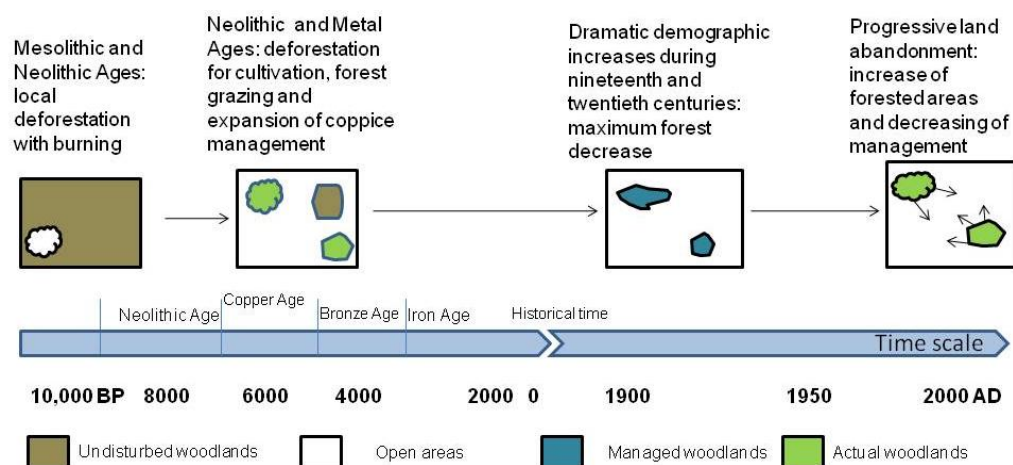 Mesolithic and
Neolithic Ages:
local
deforestation
with burning
Neolithic and Metal
Ages: deforestation
for cultivation, forest
grazing and
expansion of coppice
management
Dramatic demographic
increases during
nineteenth and
twentieth centuries:
maximum forest
decrease
Progressive land
abandonment:
increase of
forested areas
and decreasing of
management
Neolithic Age
Copper Age
Bronze Age
Iron Age
Historical time
Time scale
10,000 BP 8000 6000 4000 2000 0 1900 1950 2000 AD
Undisturbed woodlands
Open areas
Managed woodlands
Actual woodlands